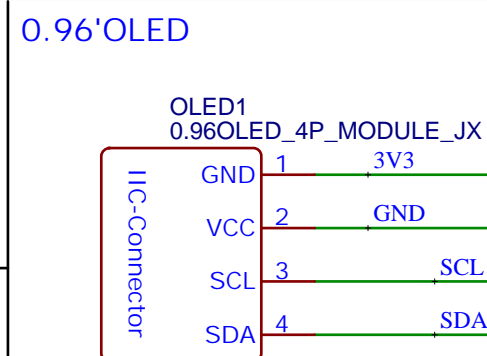 0.96'OLED
OLED1
0.96OLED_4P_MODULE_JX
IIC-Connector
GND 1 3V3
VCC 2 GND
SCL 3 SCL
SDA 4 SDA